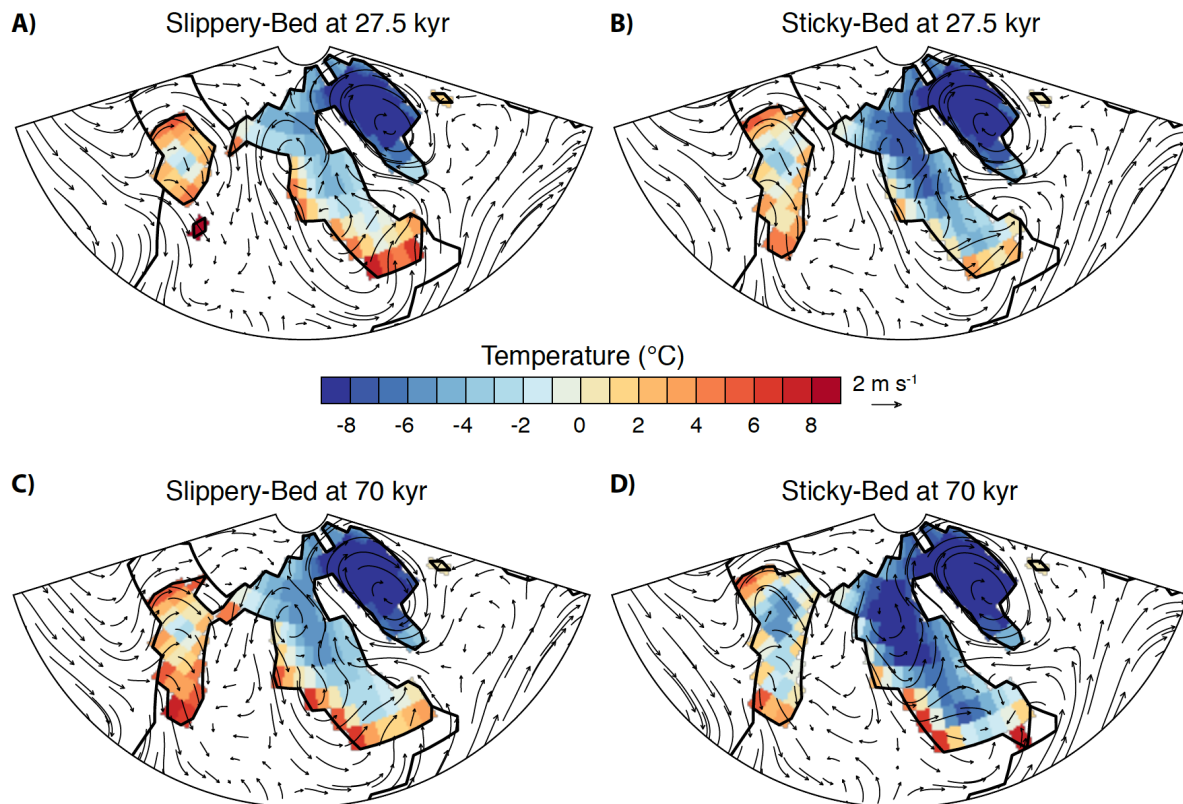 A) Slippery-Bed at 27.5 kyr
B) Sticky-Bed at 27.5 kyr
Temperature (°C)
2 m s⁻¹
-8 -6 -4 -2 0 2 4 6 8
C) Slippery-Bed at 70 kyr
D) Sticky-Bed at 70 kyr